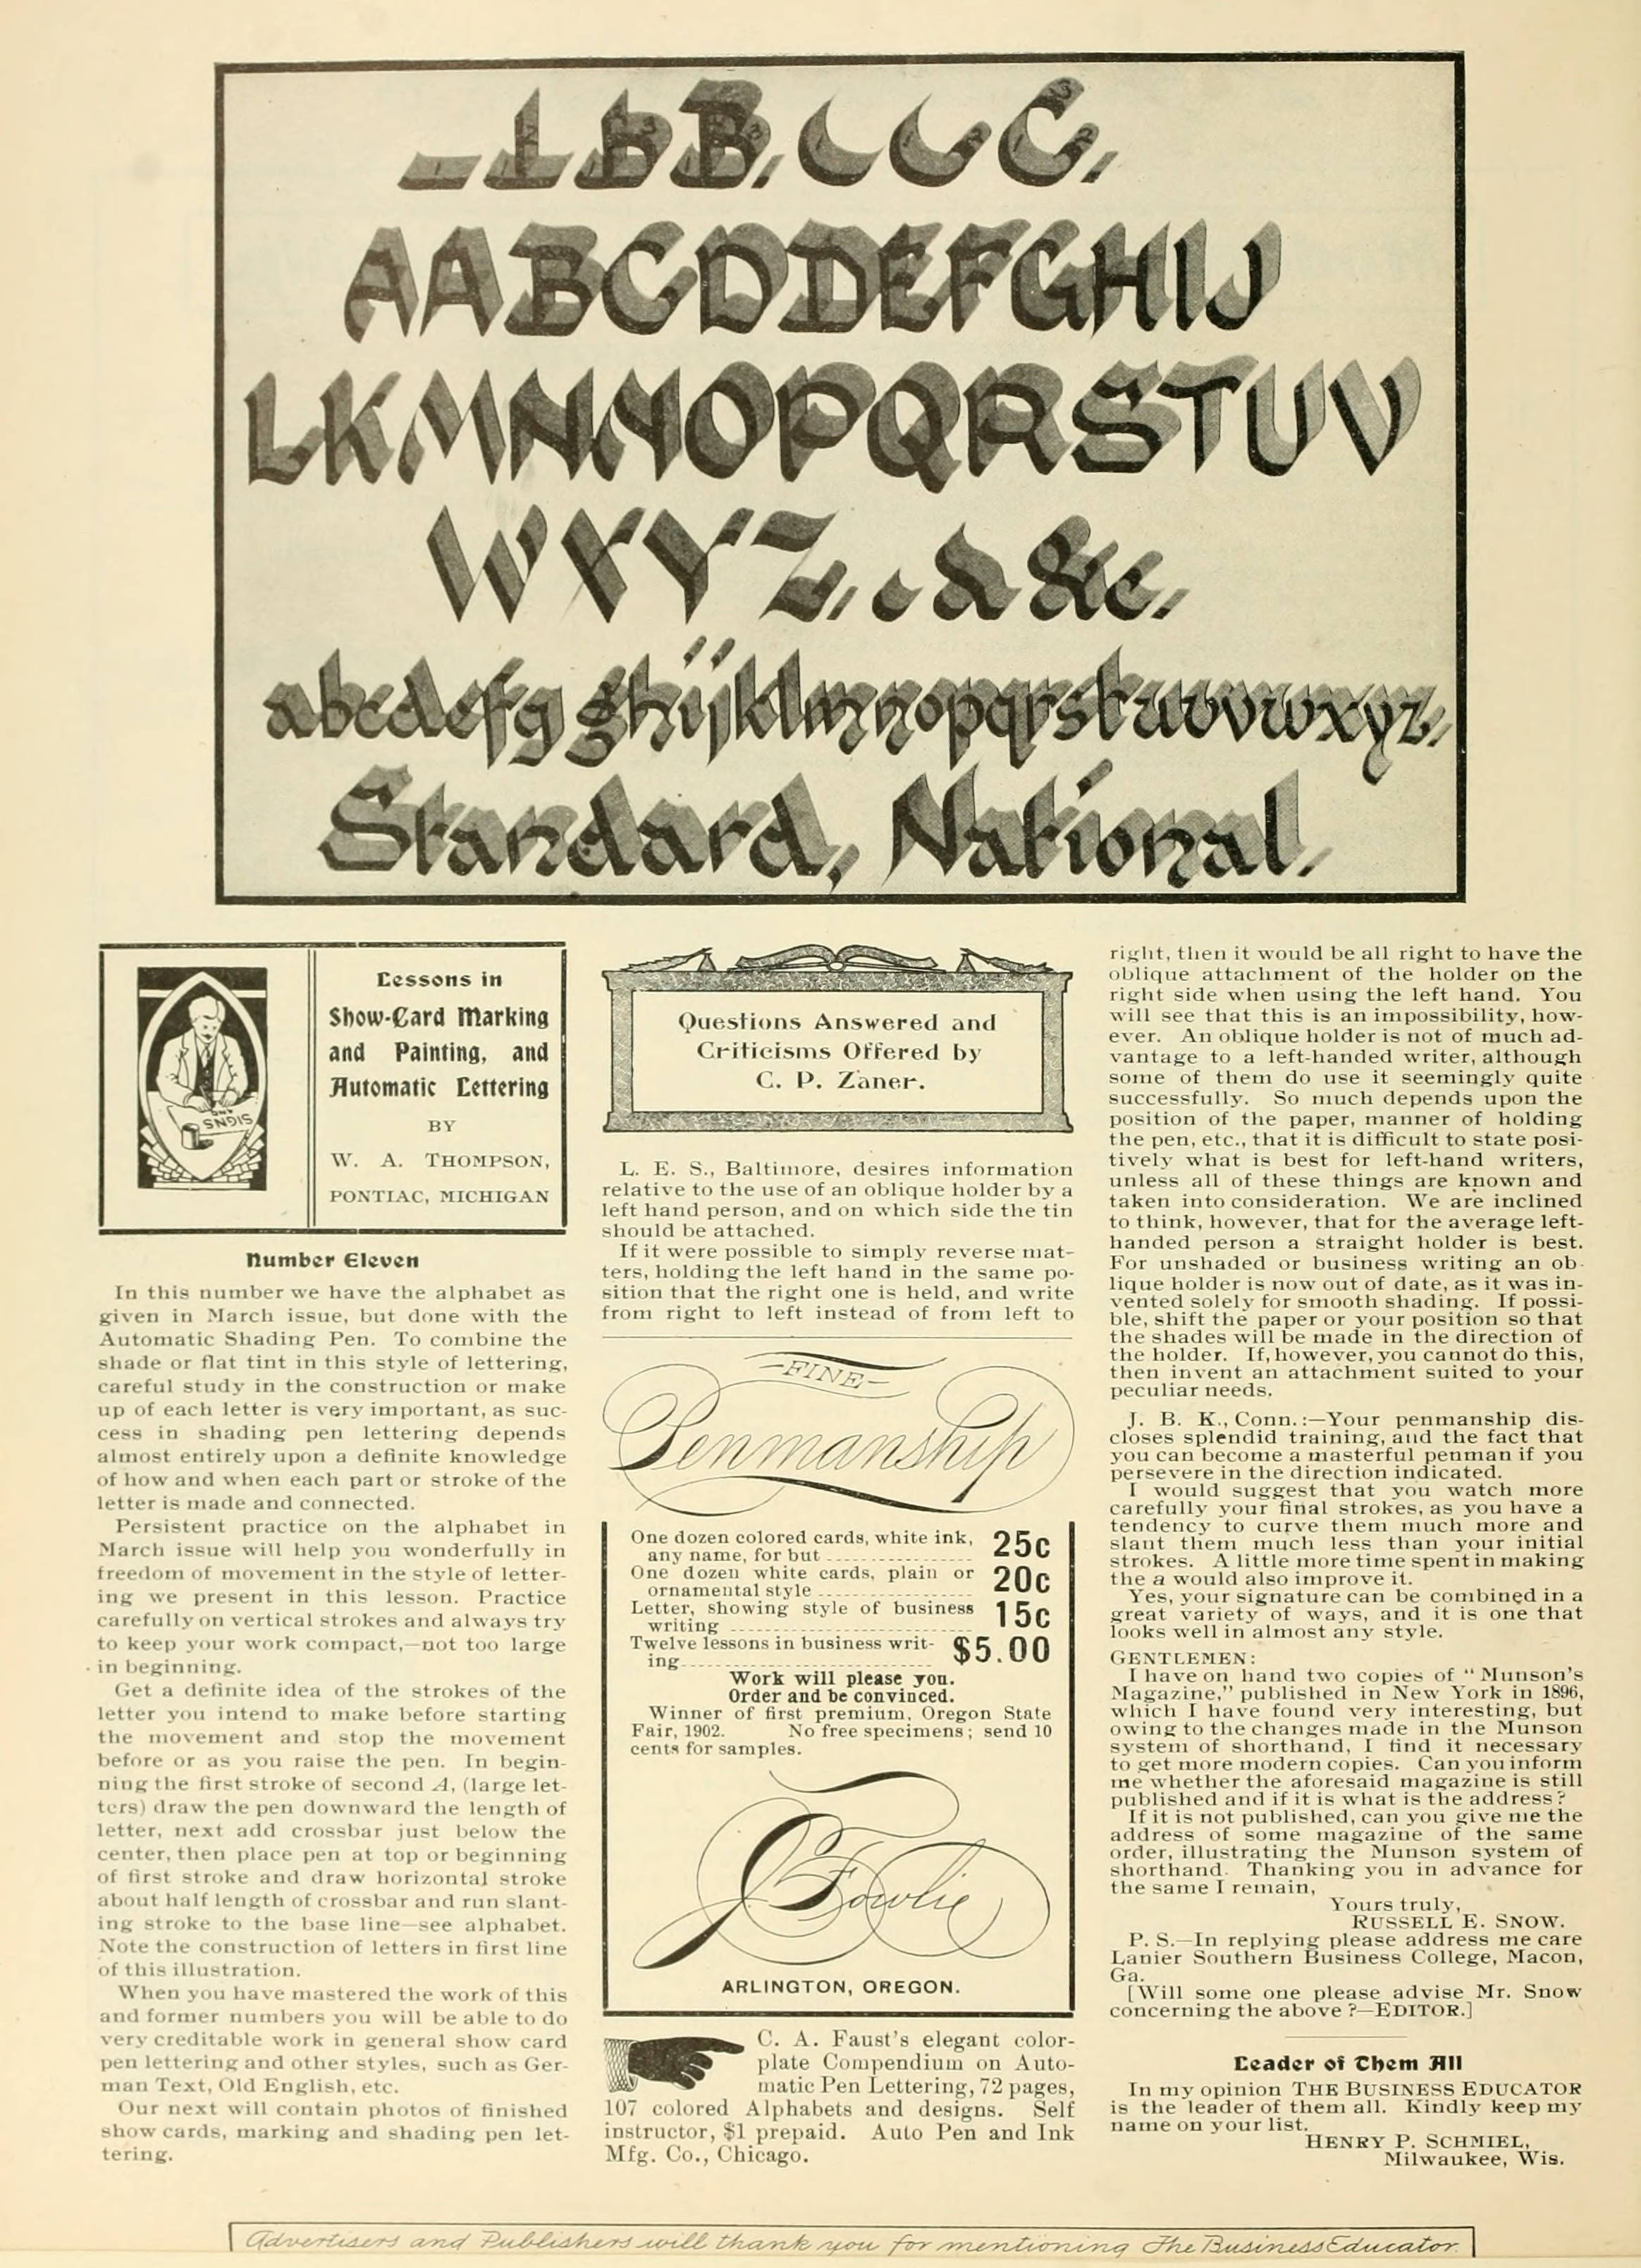 L b B, ( C C,
A A B C D D E F G H I J
L K M N N O P Q R S T U V
W X Y Z, a &c,
a b c d e f g g h i j k l m n o p q r s t u v w x y z,
Standard, National,
Lessons in
Show-Card Marking
and Painting, and
Automatic Lettering
BY
W. A. THOMPSON,
PONTIAC, MICHIGAN
SIGNS
AND
Number Eleven
In this number we have the alphabet as
given in March issue, but done with the
Automatic Shading Pen. To combine the
shade or flat tint in this style of lettering,
careful study in the construction or make
up of each letter is very important, as suc-
cess in shading pen lettering depends
almost entirely upon a definite knowledge
of how and when each part or stroke of the
letter is made and connected.
Persistent practice on the alphabet in
March issue will help you wonderfully in
freedom of movement in the style of letter-
ing we present in this lesson. Practice
carefully on vertical strokes and always try
to keep your work compact,—not too large
in beginning.
Get a definite idea of the strokes of the
letter you intend to make before starting
the movement and stop the movement
before or as you raise the pen. In begin-
ning the first stroke of second A, (large let-
ters) draw the pen downward the length of
letter, next add crossbar just below the
center, then place pen at top or beginning
of first stroke and draw horizontal stroke
about half length of crossbar and run slant-
ing stroke to the base line—see alphabet.
Note the construction of letters in first line
of this illustration.
When you have mastered the work of this
and former numbers you will be able to do
very creditable work in general show card
pen lettering and other styles, such as Ger-
man Text, Old English, etc.
Our next will contain photos of finished
show cards, marking and shading pen let-
tering.
Questions Answered and
Criticisms Offered by
C. P. Zaner.
L. E. S., Baltimore, desires information
relative to the use of an oblique holder by a
left hand person, and on which side the tin
should be attached.
If it were possible to simply reverse mat-
ters, holding the left hand in the same po-
sition that the right one is held, and write
from right to left instead of from left to
FINE
Penmanship
One dozen colored cards, white ink,
any name, for but 25c
One dozen white cards, plain or
ornamental style 20c
Letter, showing style of business
writing 15c
Twelve lessons in business writ-
ing $5.00
Work will please you.
Order and be convinced.
Winner of first premium, Oregon State
Fair, 1902. No free specimens; send 10
cents for samples.
Fowlie
ARLINGTON, OREGON.
C. A. Faust's elegant color-
plate Compendium on Auto-
matic Pen Lettering, 72 pages,
107 colored Alphabets and designs. Self
instructor, $1 prepaid. Auto Pen and Ink
Mfg. Co., Chicago.
right, then it would be all right to have the
oblique attachment of the holder on the
right side when using the left hand. You
will see that this is an impossibility, how-
ever. An oblique holder is not of much ad-
vantage to a left-handed writer, although
some of them do use it seemingly quite
successfully. So much depends upon the
position of the paper, manner of holding
the pen, etc., that it is difficult to state posi-
tively what is best for left-hand writers,
unless all of these things are known and
taken into consideration. We are inclined
to think, however, that for the average left-
handed person a straight holder is best.
For unshaded or business writing an ob-
lique holder is now out of date, as it was in-
vented solely for smooth shading. If possi-
ble, shift the paper or your position so that
the shades will be made in the direction of
the holder. If, however, you cannot do this,
then invent an attachment suited to your
peculiar needs.
J. B. K., Conn.:—Your penmanship dis-
closes splendid training, and the fact that
you can become a masterful penman if you
persevere in the direction indicated.
I would suggest that you watch more
carefully your final strokes, as you have a
tendency to curve them much more and
slant them much less than your initial
strokes. A little more time spent in making
the a would also improve it.
Yes, your signature can be combined in a
great variety of ways, and it is one that
looks well in almost any style.
GENTLEMEN:
I have on hand two copies of "Munson's
Magazine," published in New York in 1896,
which I have found very interesting, but
owing to the changes made in the Munson
system of shorthand, I find it necessary
to get more modern copies. Can you inform
me whether the aforesaid magazine is still
published and if it is what is the address?
If it is not published, can you give me the
address of some magazine of the same
order, illustrating the Munson system of
shorthand. Thanking you in advance for
the same I remain,
Yours truly,
RUSSELL E. SNOW.
P. S.—In replying please address me care
Lanier Southern Business College, Macon,
Ga.
[Will some one please advise Mr. Snow
concerning the above?—EDITOR.]
Leader of Them All
In my opinion THE BUSINESS EDUCATOR
is the leader of them all. Kindly keep my
name on your list.
HENRY P. SCHMIEL,
Milwaukee, Wis.
Advertisers and Publishers will thank you for mentioning The Business Educator.